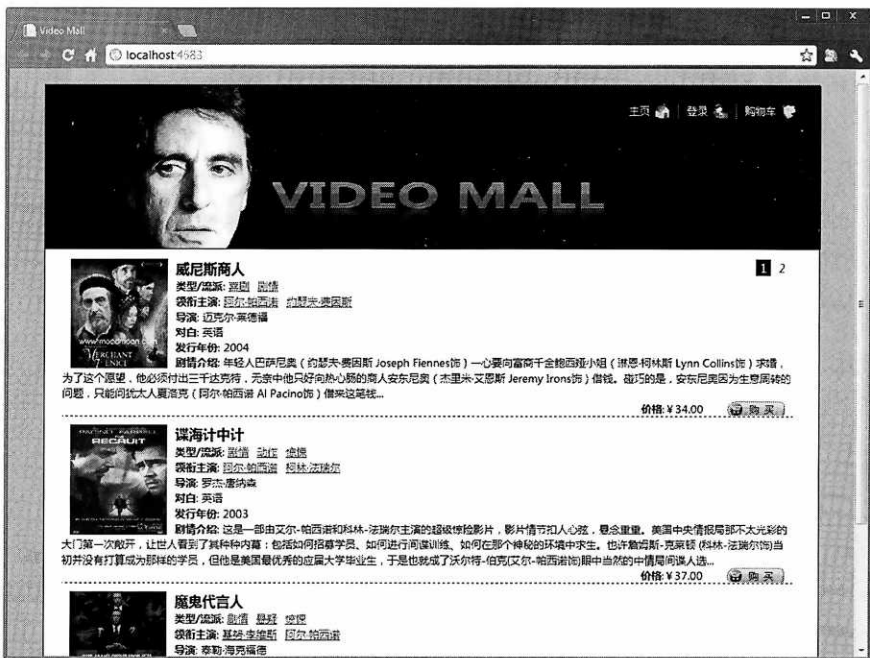 Video Mall
localhost:4683
主页 登录 购物车
VIDEO MALL
1 2
威尼斯商人
类型/流派: 喜剧 剧情
领衔主演: 阿尔·帕西诺 约瑟夫·费因斯
导演: 迈克尔·莱德福
对白: 英语
发行年份: 2004
剧情介绍: 年轻人巴萨尼奥（约瑟夫·费因斯 Joseph Fiennes饰）一心要向富商千金鲍西娅小姐（琳恩·柯林斯 Lynn Collins饰）求婚，
为了这个愿望，他必须付出三千达克特，无奈中他只好向热心肠的商人安东尼奥（杰里米·艾恩斯 Jeremy Irons饰）借钱。碰巧的是，安东尼奥因为生意周转的
问题，只能问犹太人夏洛克（阿尔·帕西诺 Al Pacino饰）借来这笔钱...
www.moodmoon.com
MERCHANT
VENICE
价格: ¥ 34.00 购 买
PACINO FARRELL
THE
RECRUIT
谍海计中计
类型/流派: 剧情 动作 惊悚
领衔主演: 阿尔·帕西诺 柯林·法瑞尔
导演: 罗杰·唐纳森
对白: 英语
发行年份: 2003
剧情介绍: 这是一部由艾尔-帕西诺和科林-法瑞尔主演的超级惊险影片，影片情节扣人心弦，悬念重重。美国中央情报局那不太光彩的
大门第一次敞开，让世人看到了其种种内幕：包括如何招募学员、如何进行间谍训练、如何在那个神秘的环境中求生。也许詹姆斯-克莱顿 (科林-法瑞尔饰)当
初并没有打算成为那样的学员，但他是美国最优秀的应届大学毕业生，于是也就成了沃尔特-伯克(艾尔-帕西诺饰)眼中当然的中情局间谍人选...
价格: ¥ 37.00 购 买
魔鬼代言人
类型/流派: 剧情 悬疑 惊悚
领衔主演: 基努·李维斯 阿尔·帕西诺
导演: 泰勒·海克福德